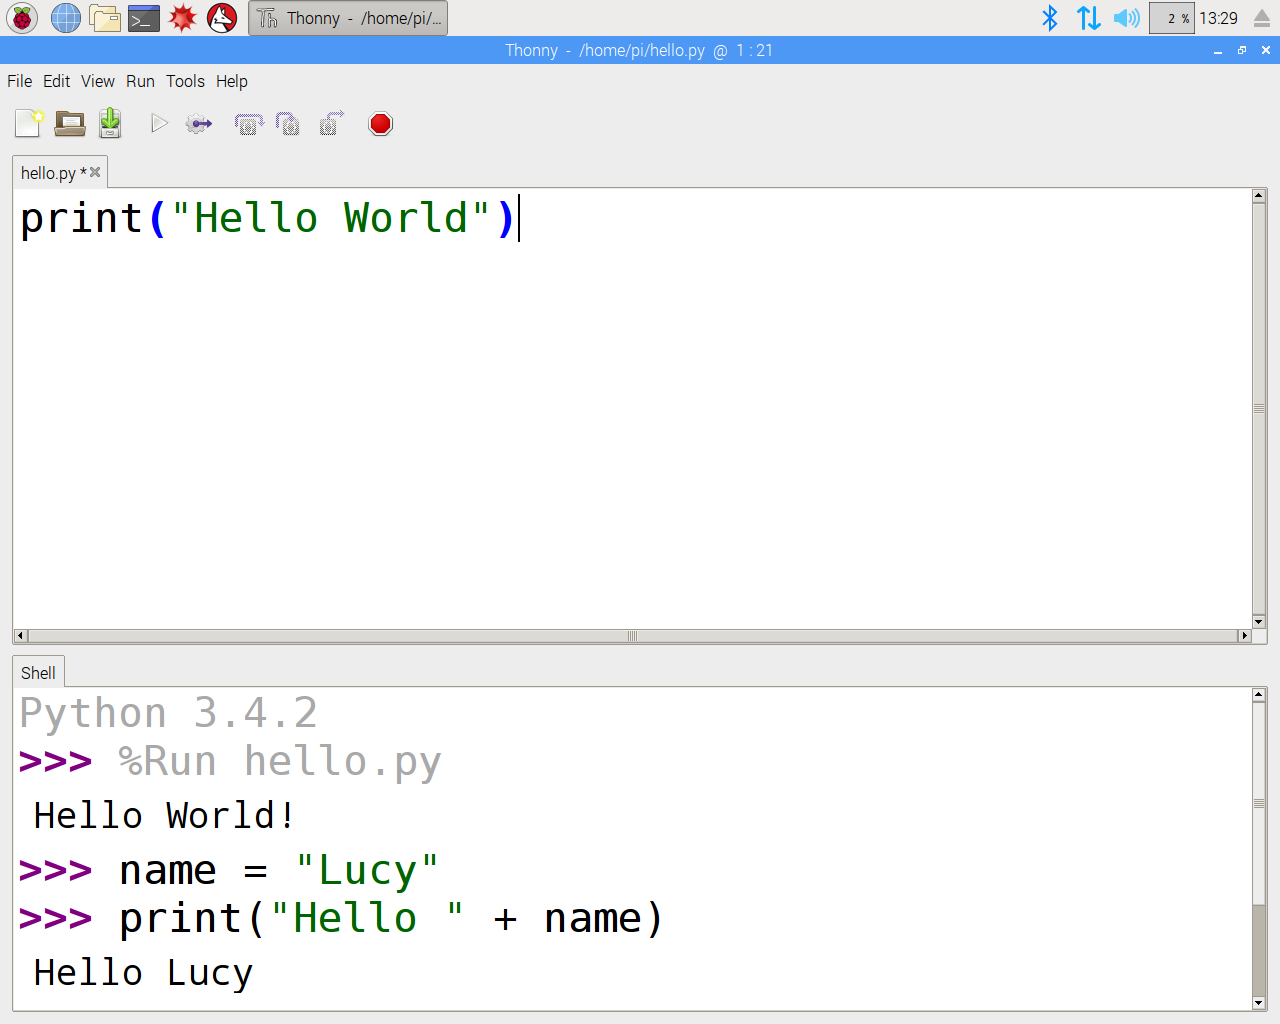 Thonny - /home/pi/...
2 %
13:29
Thonny - /home/pi/hello.py @ 1 : 21
File Edit View Run Tools Help
hello.py *
print("Hello World")
Shell
Python 3.4.2
>>> %Run hello.py
Hello World!
>>> name = "Lucy"
>>> print("Hello " + name)
Hello Lucy